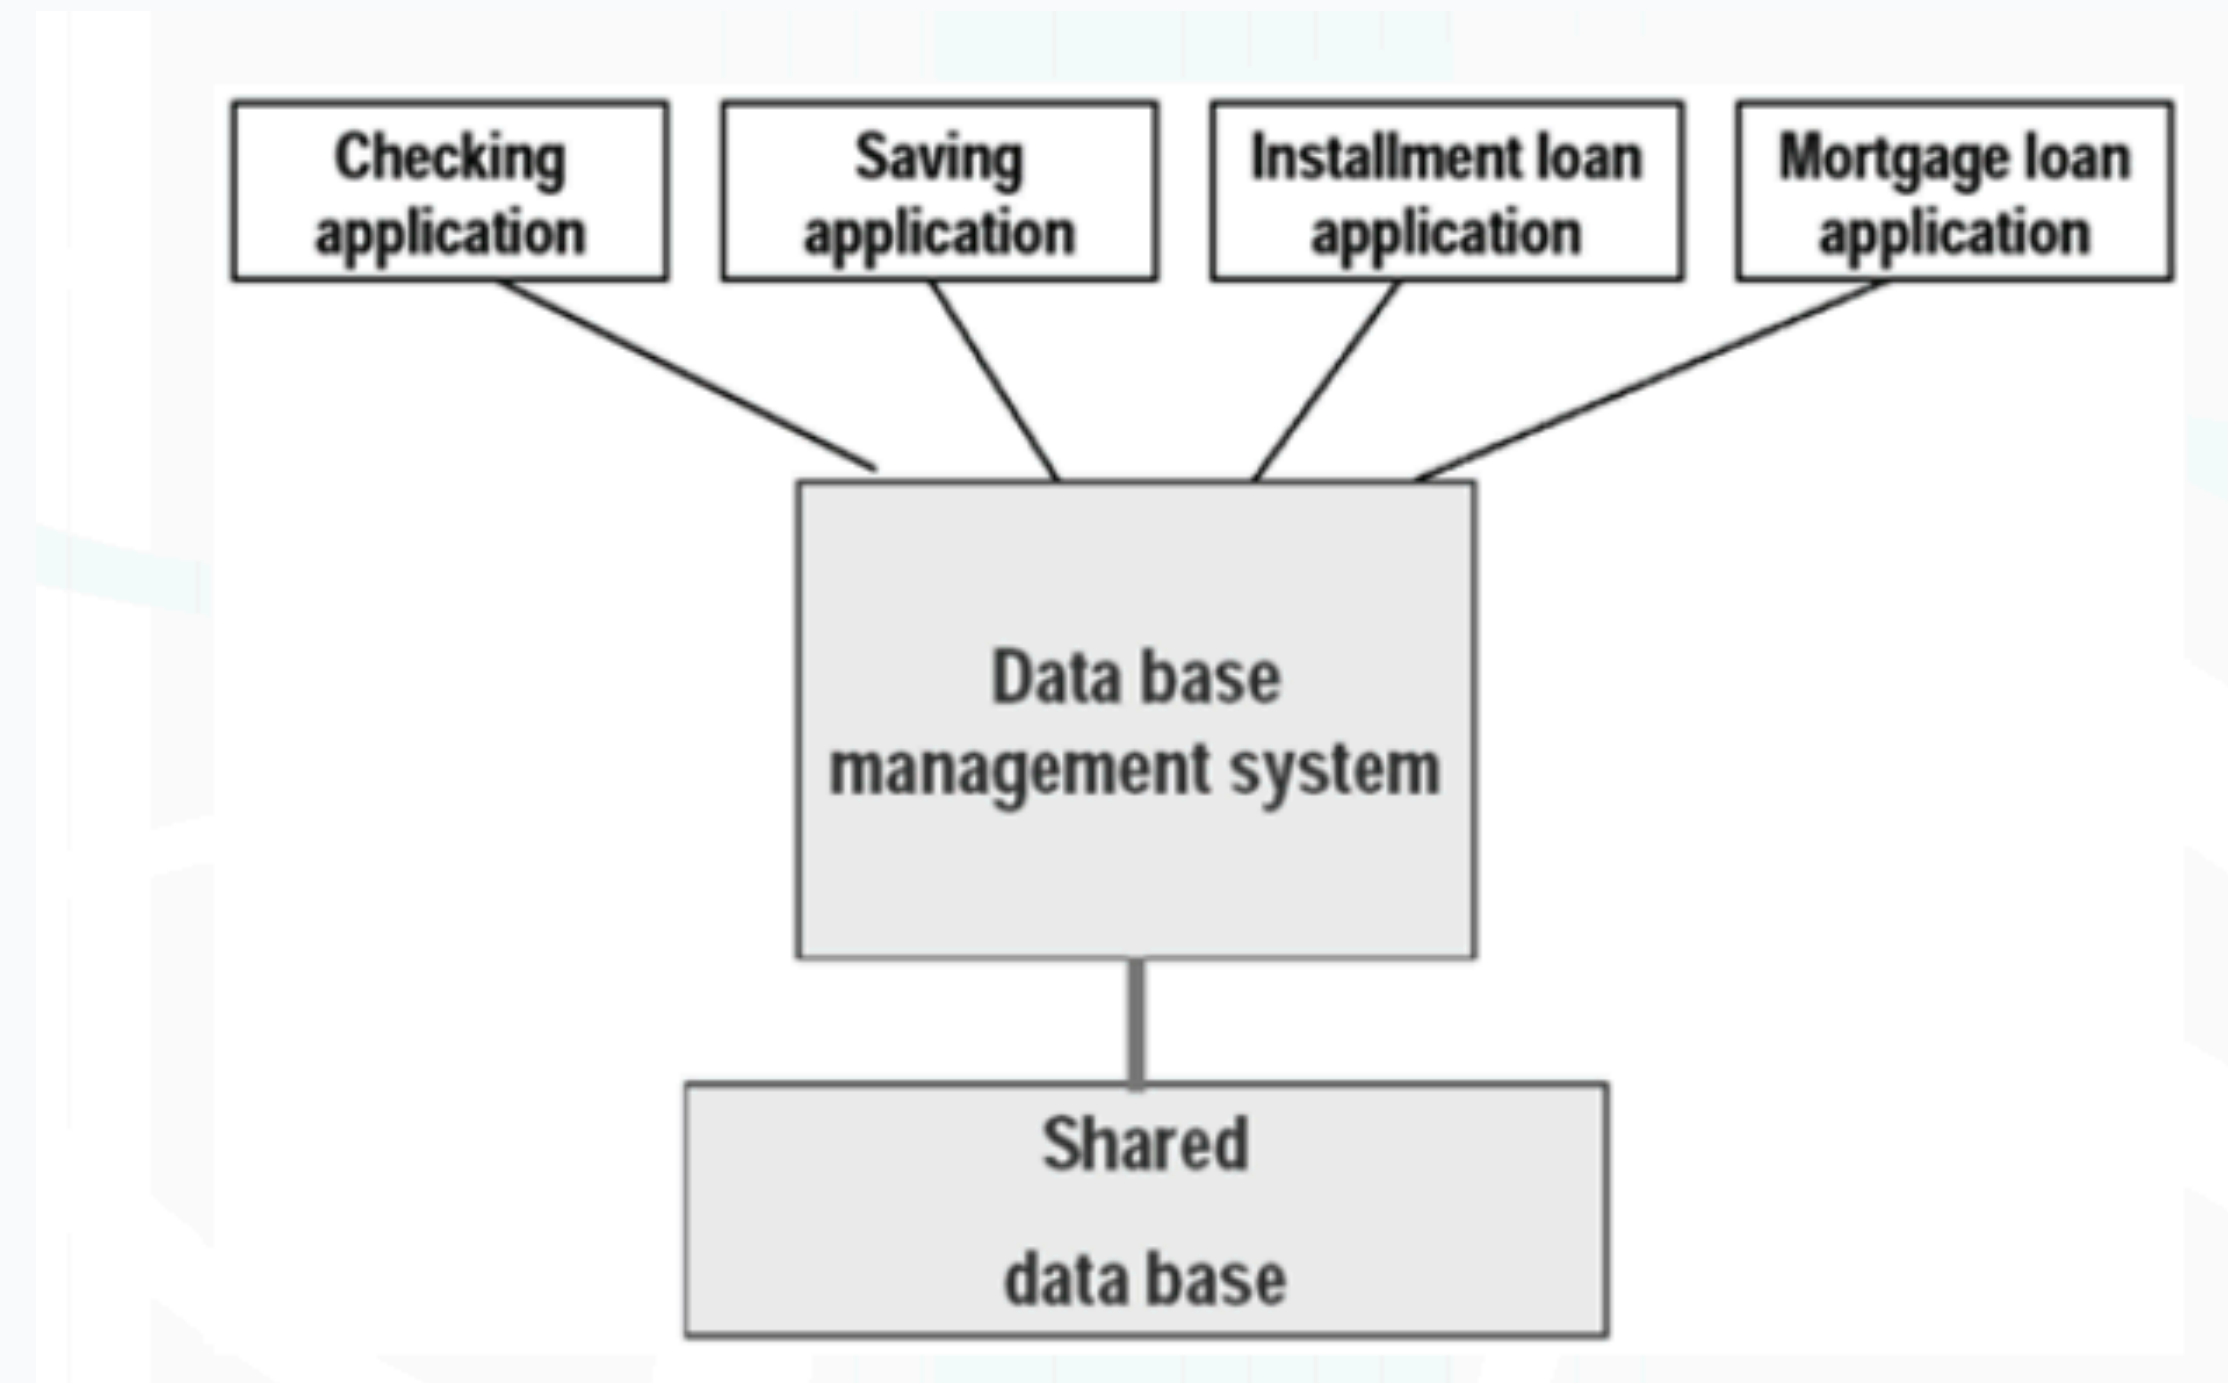 Checking
application
Saving
application
Installment loan
application
Mortgage loan
application
Data base
management system
Shared
data base